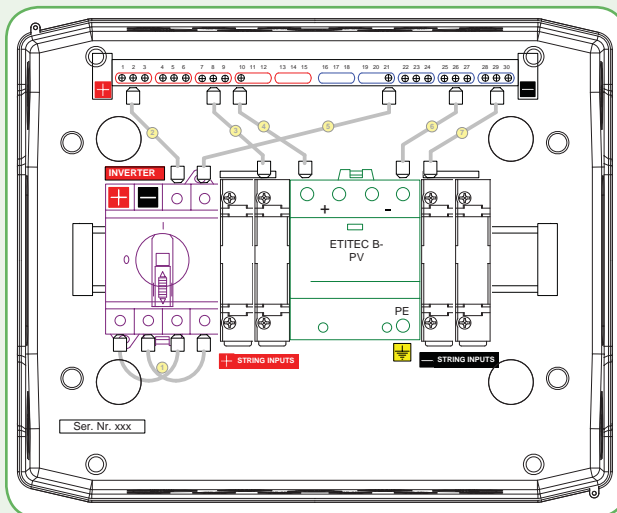 1 2 3 4 5 6 7 8 9 10 11 12 13 14 15 16 17 18 19 20 21 22 23 24 25 26 27 28 29 30
+ −
2 3 4 5 6 7
INVERTER
+ −
+ -
I
0
ETITEC B-
PV
PE
+ STRING INPUTS
− STRING INPUTS
1
Ser. Nr. xxx